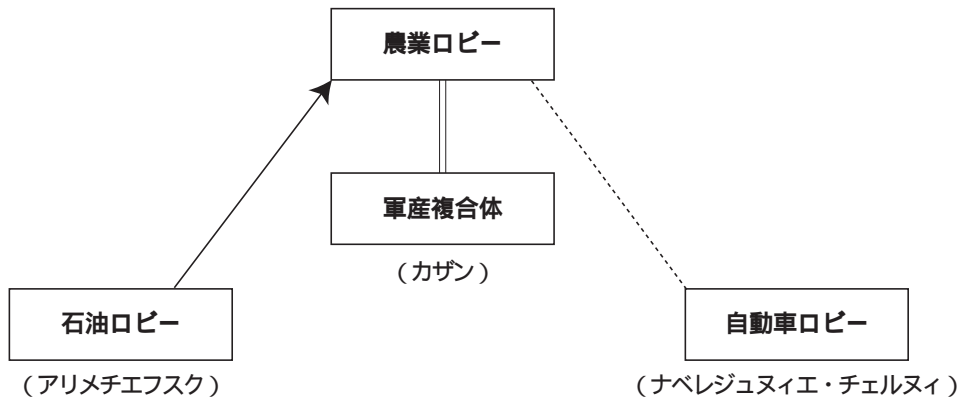 農業ロビー
軍産複合体
(カザン)
石油ロビー
自動車ロビー
(アリメチエフスク)
(ナベレジュヌィエ・チェルヌィ)